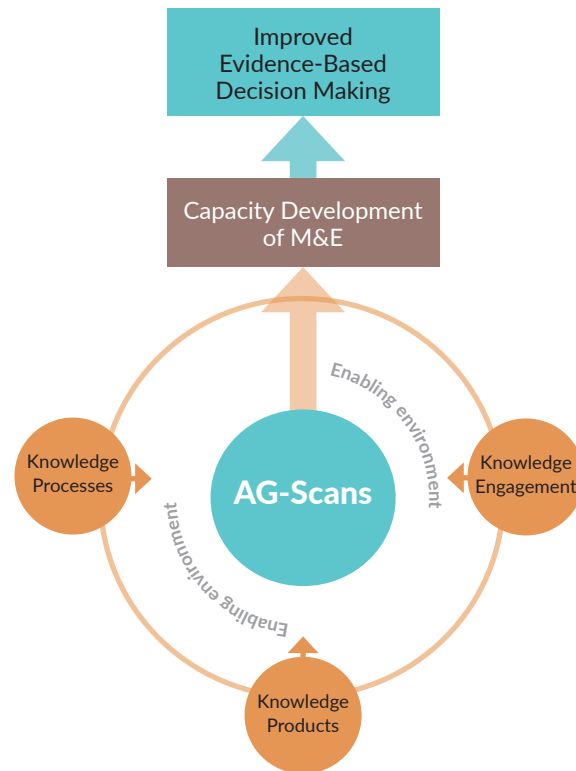 Improved
Evidence-Based
Decision Making
Capacity Development
of M&E
Enabling environment
Knowledge
Processes
AG-Scans
Knowledge
Engagement
Enabling environment
Knowledge
Products